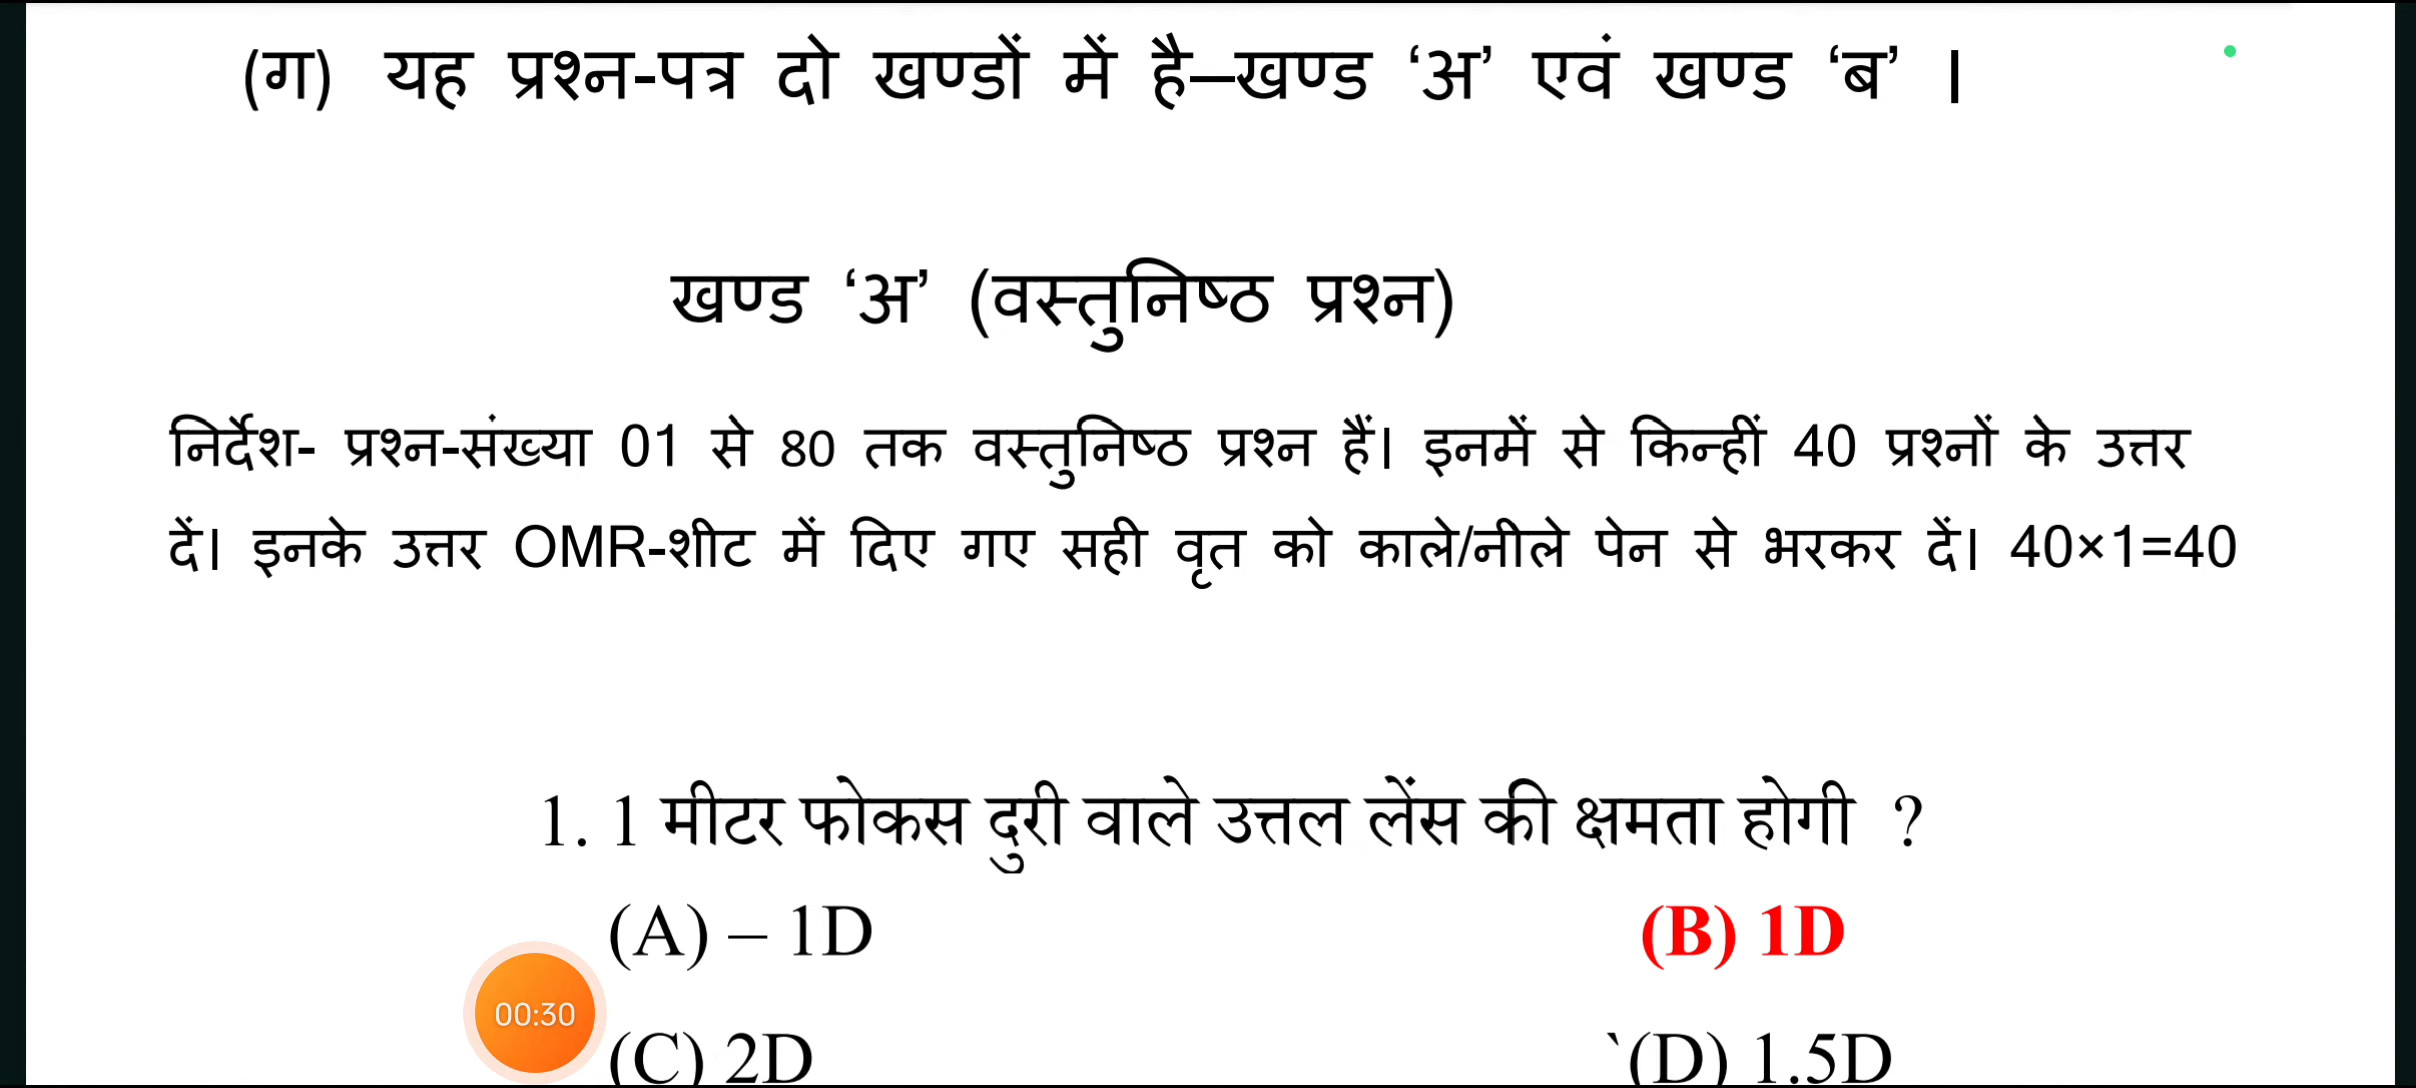 (ग) यह प्रश्न-पत्र दो खण्डों में है–खण्ड ‘अ’ एवं खण्ड ‘ब’ ।
खण्ड ‘अ’ (वस्तुनिष्ठ प्रश्न)
निर्देश- प्रश्न-संख्या 01 से 80 तक वस्तुनिष्ठ प्रश्न हैं। इनमें से किन्हीं 40 प्रश्नों के उत्तर
दें। इनके उत्तर OMR-शीट में दिए गए सही वृत को काले/नीले पेन से भरकर दें। 40×1=40
1. 1 मीटर फोकस दुरी वाले उत्तल लेंस की क्षमता होगी ?
(A) – 1D (B) 1D
00:30
(C) 2D `(D) 1.5D